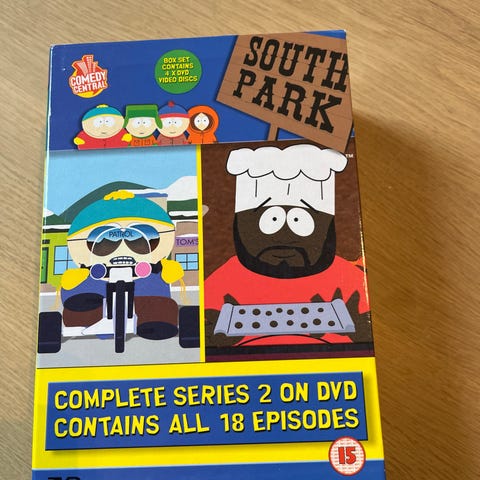 COMEDY
CENTRAL
BOX SET
CONTAINS
4 X DVD
VIDEO DISCS
SOUTH
PARK
TM
PATROL
TOM'S
COMPLETE SERIES 2 ON DVD
CONTAINS ALL 18 EPISODES
15